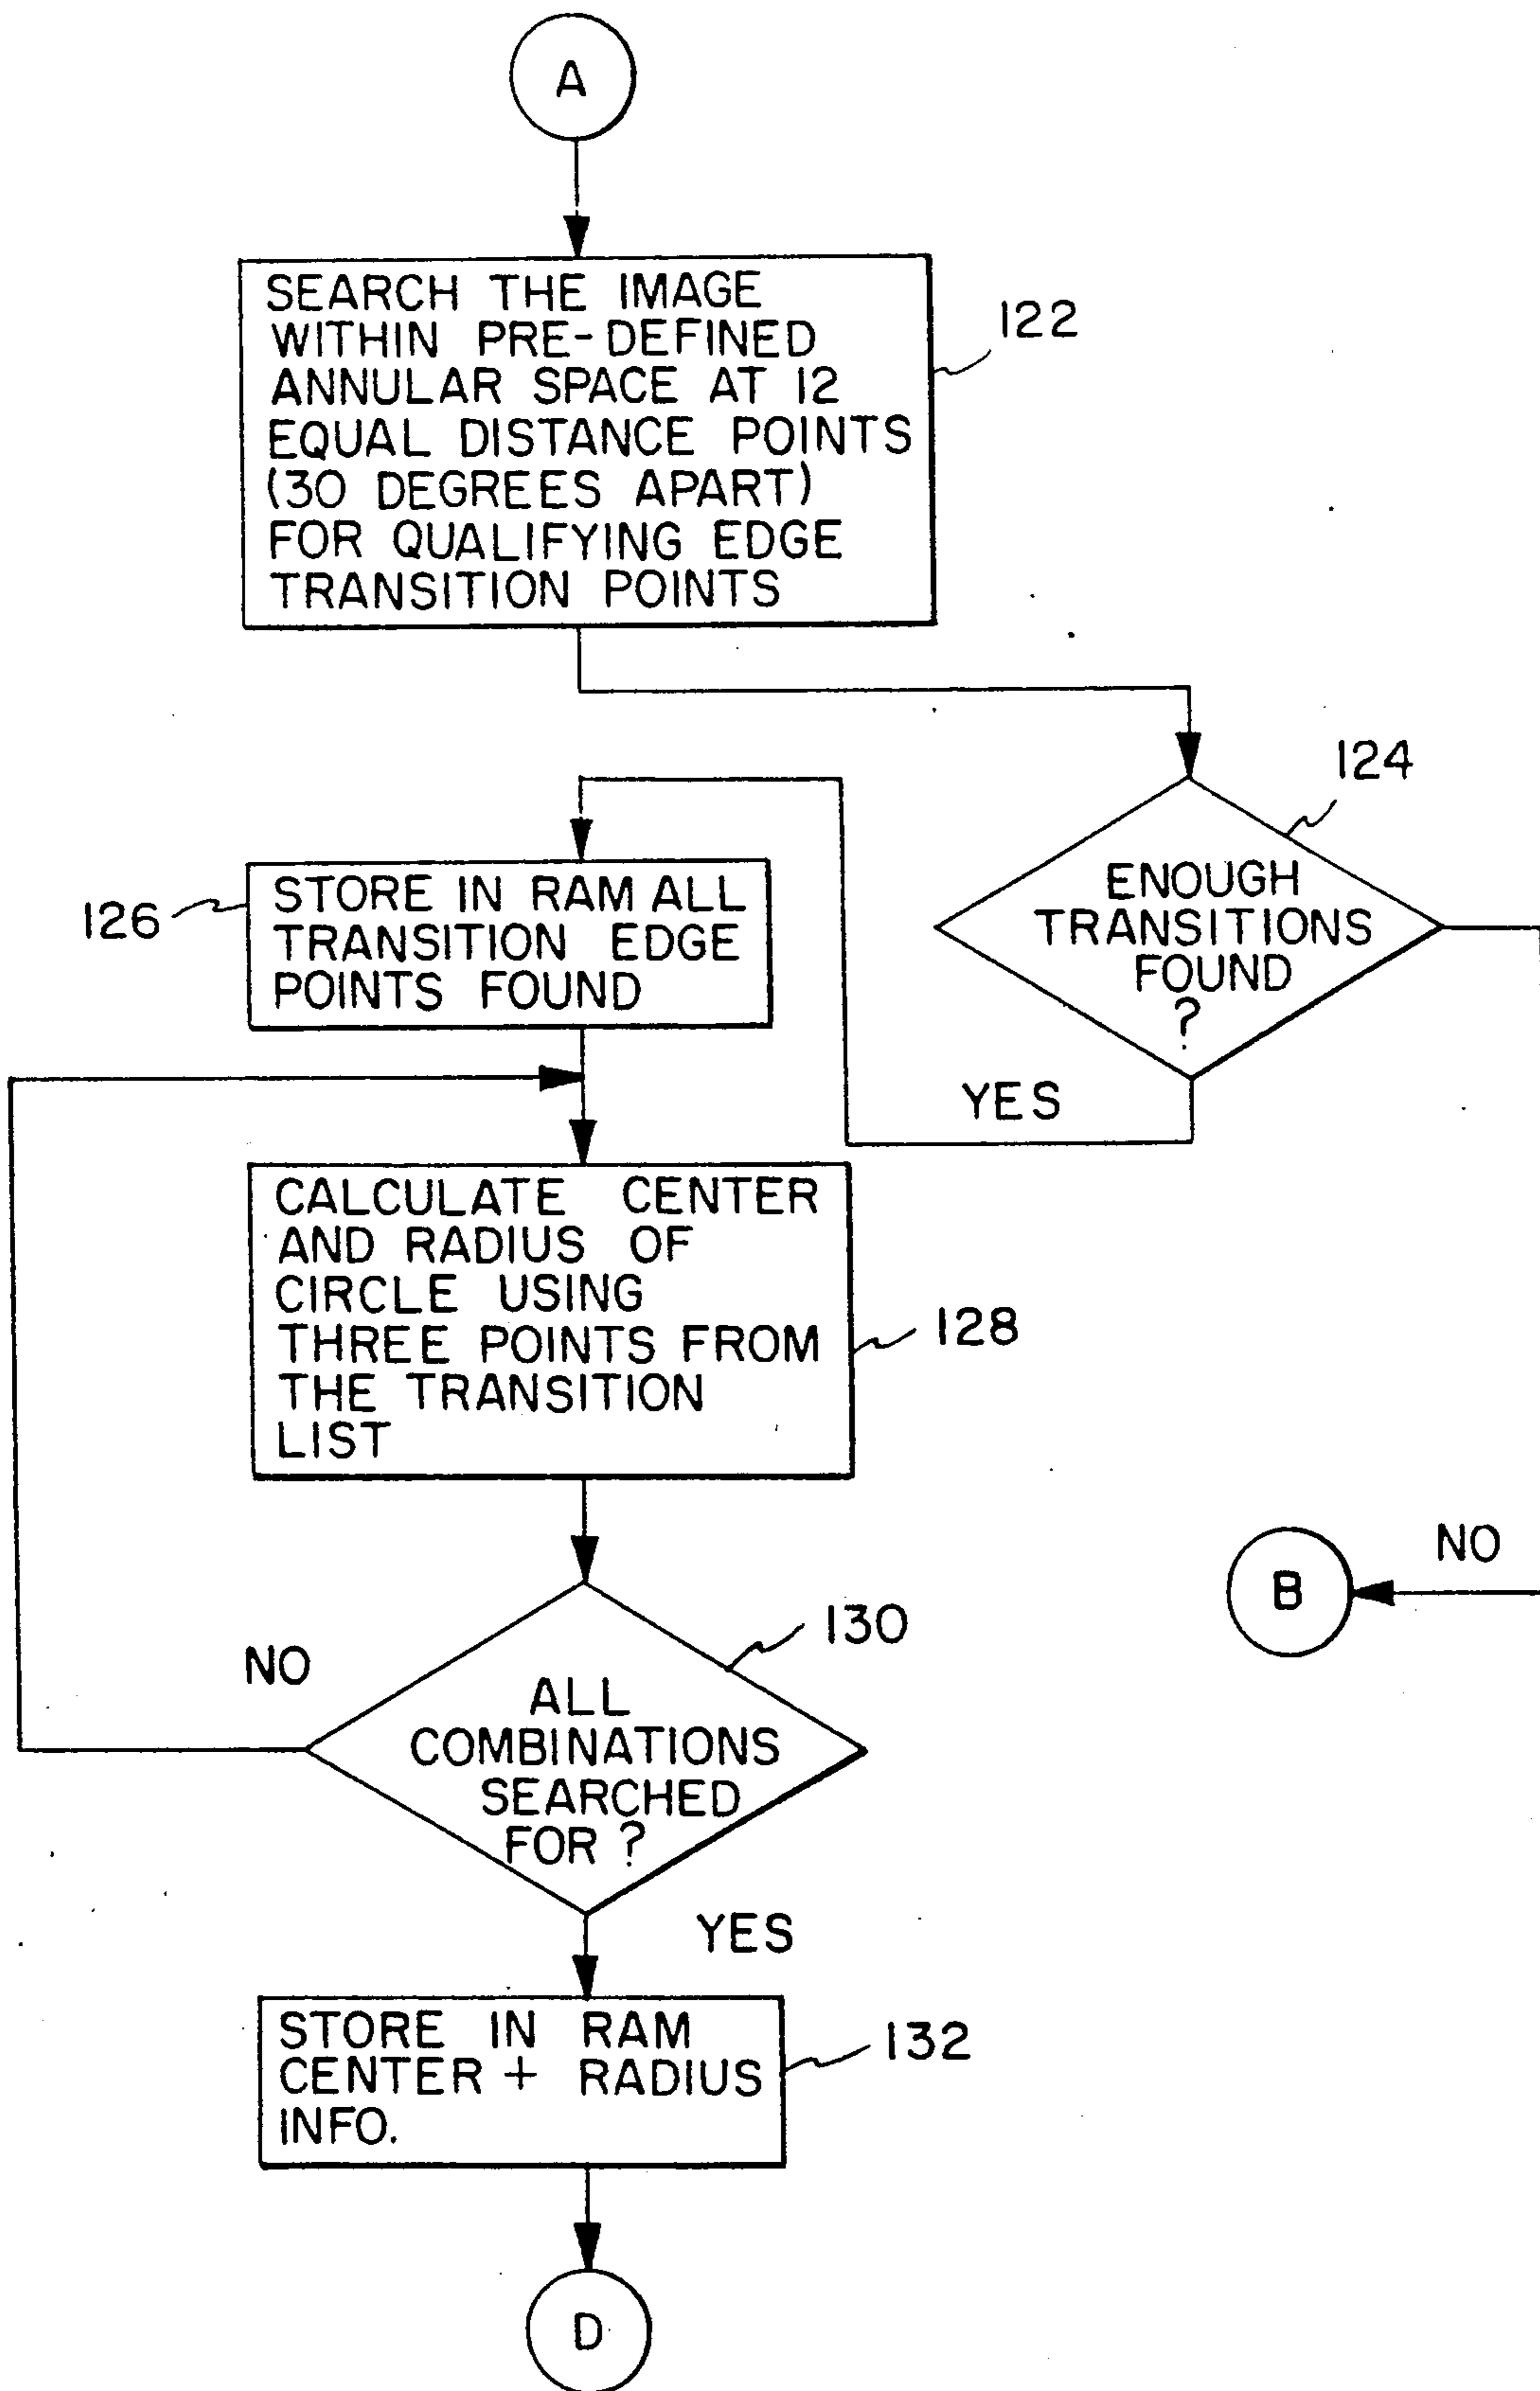 A
SEARCH THE IMAGE
WITHIN PRE-DEFINED
ANNULAR SPACE AT 12
EQUAL DISTANCE POINTS
(30 DEGREES APART)
FOR QUALIFYING EDGE
TRANSITION POINTS
122
124
ENOUGH
TRANSITIONS
FOUND
?
YES
126
STORE IN RAM ALL
TRANSITION EDGE
POINTS FOUND
CALCULATE CENTER
AND RADIUS OF
CIRCLE USING
THREE POINTS FROM
THE TRANSITION
LIST
128
NO
B
130
NO
ALL
COMBINATIONS
SEARCHED
FOR ?
YES
STORE IN RAM
CENTER + RADIUS
INFO.
132
D